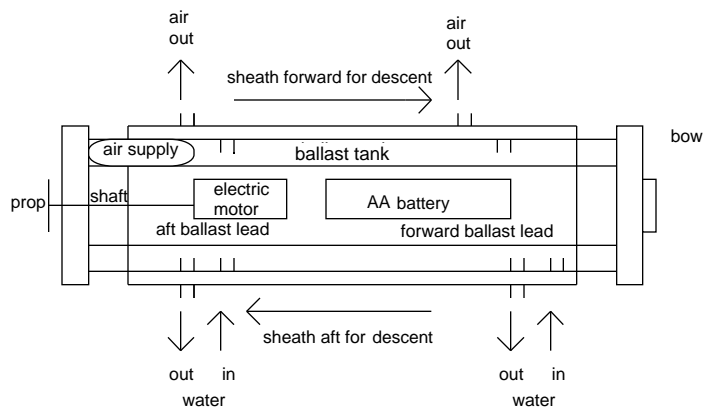 air
out
air
out
sheath forward for descent
bow
air supply
ballast tank
prop
shaft
electric
motor
AA battery
aft ballast lead
forward ballast lead
sheath aft for descent
out in
water
out in
water